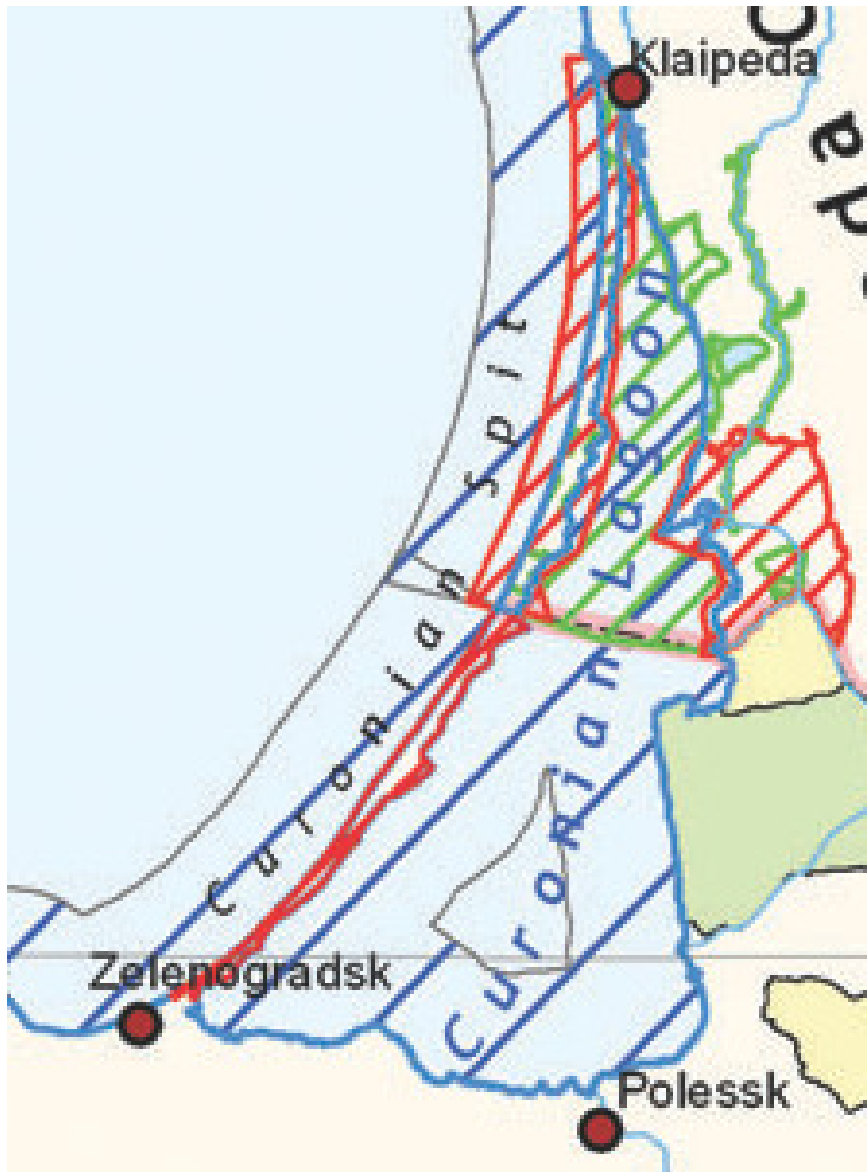 Klaipeda
Curonian Spit
Curonian Lagoon
Zelenogradsk
Polessk